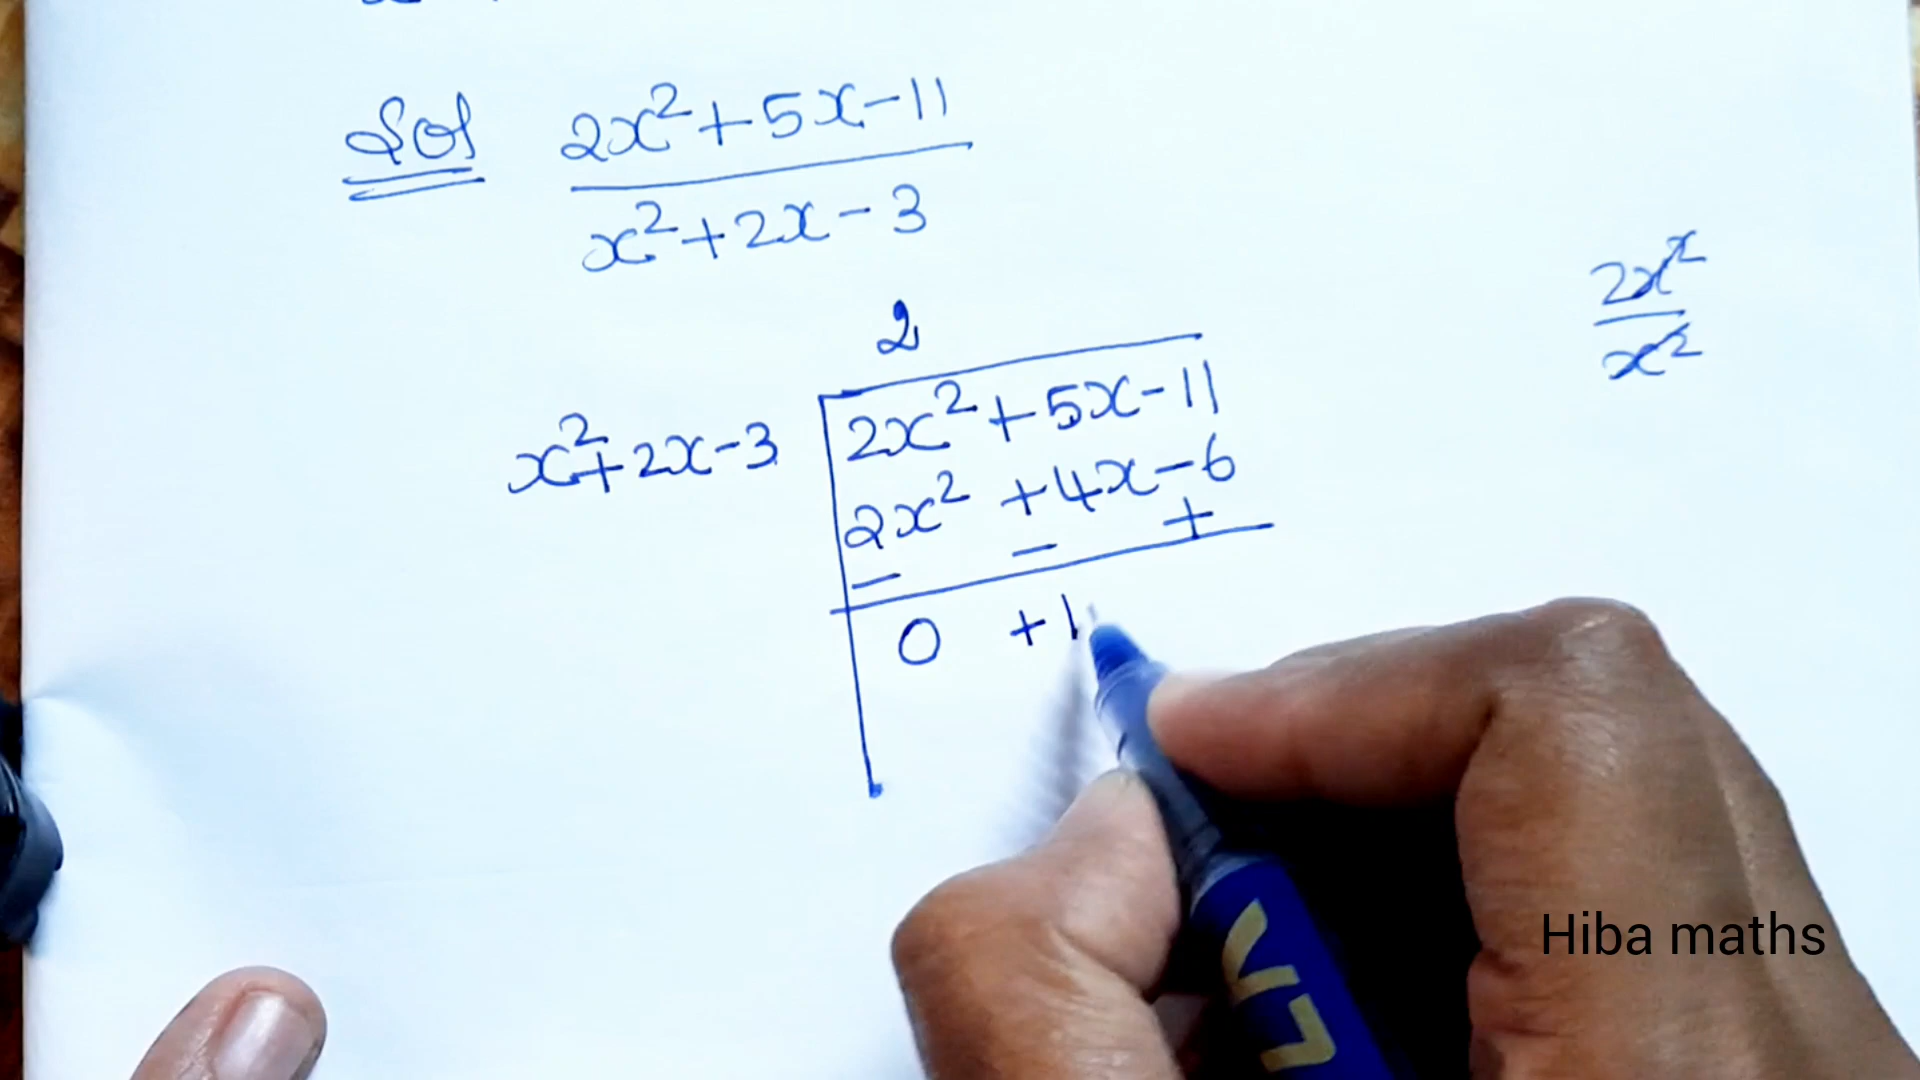 Sol 2x²+5x-11
x²+2x-3
2x²
x²
2
x²+2x-3 2x²+5x-11
2x²+4x-6
- - +
0 +1
V7
Hiba maths